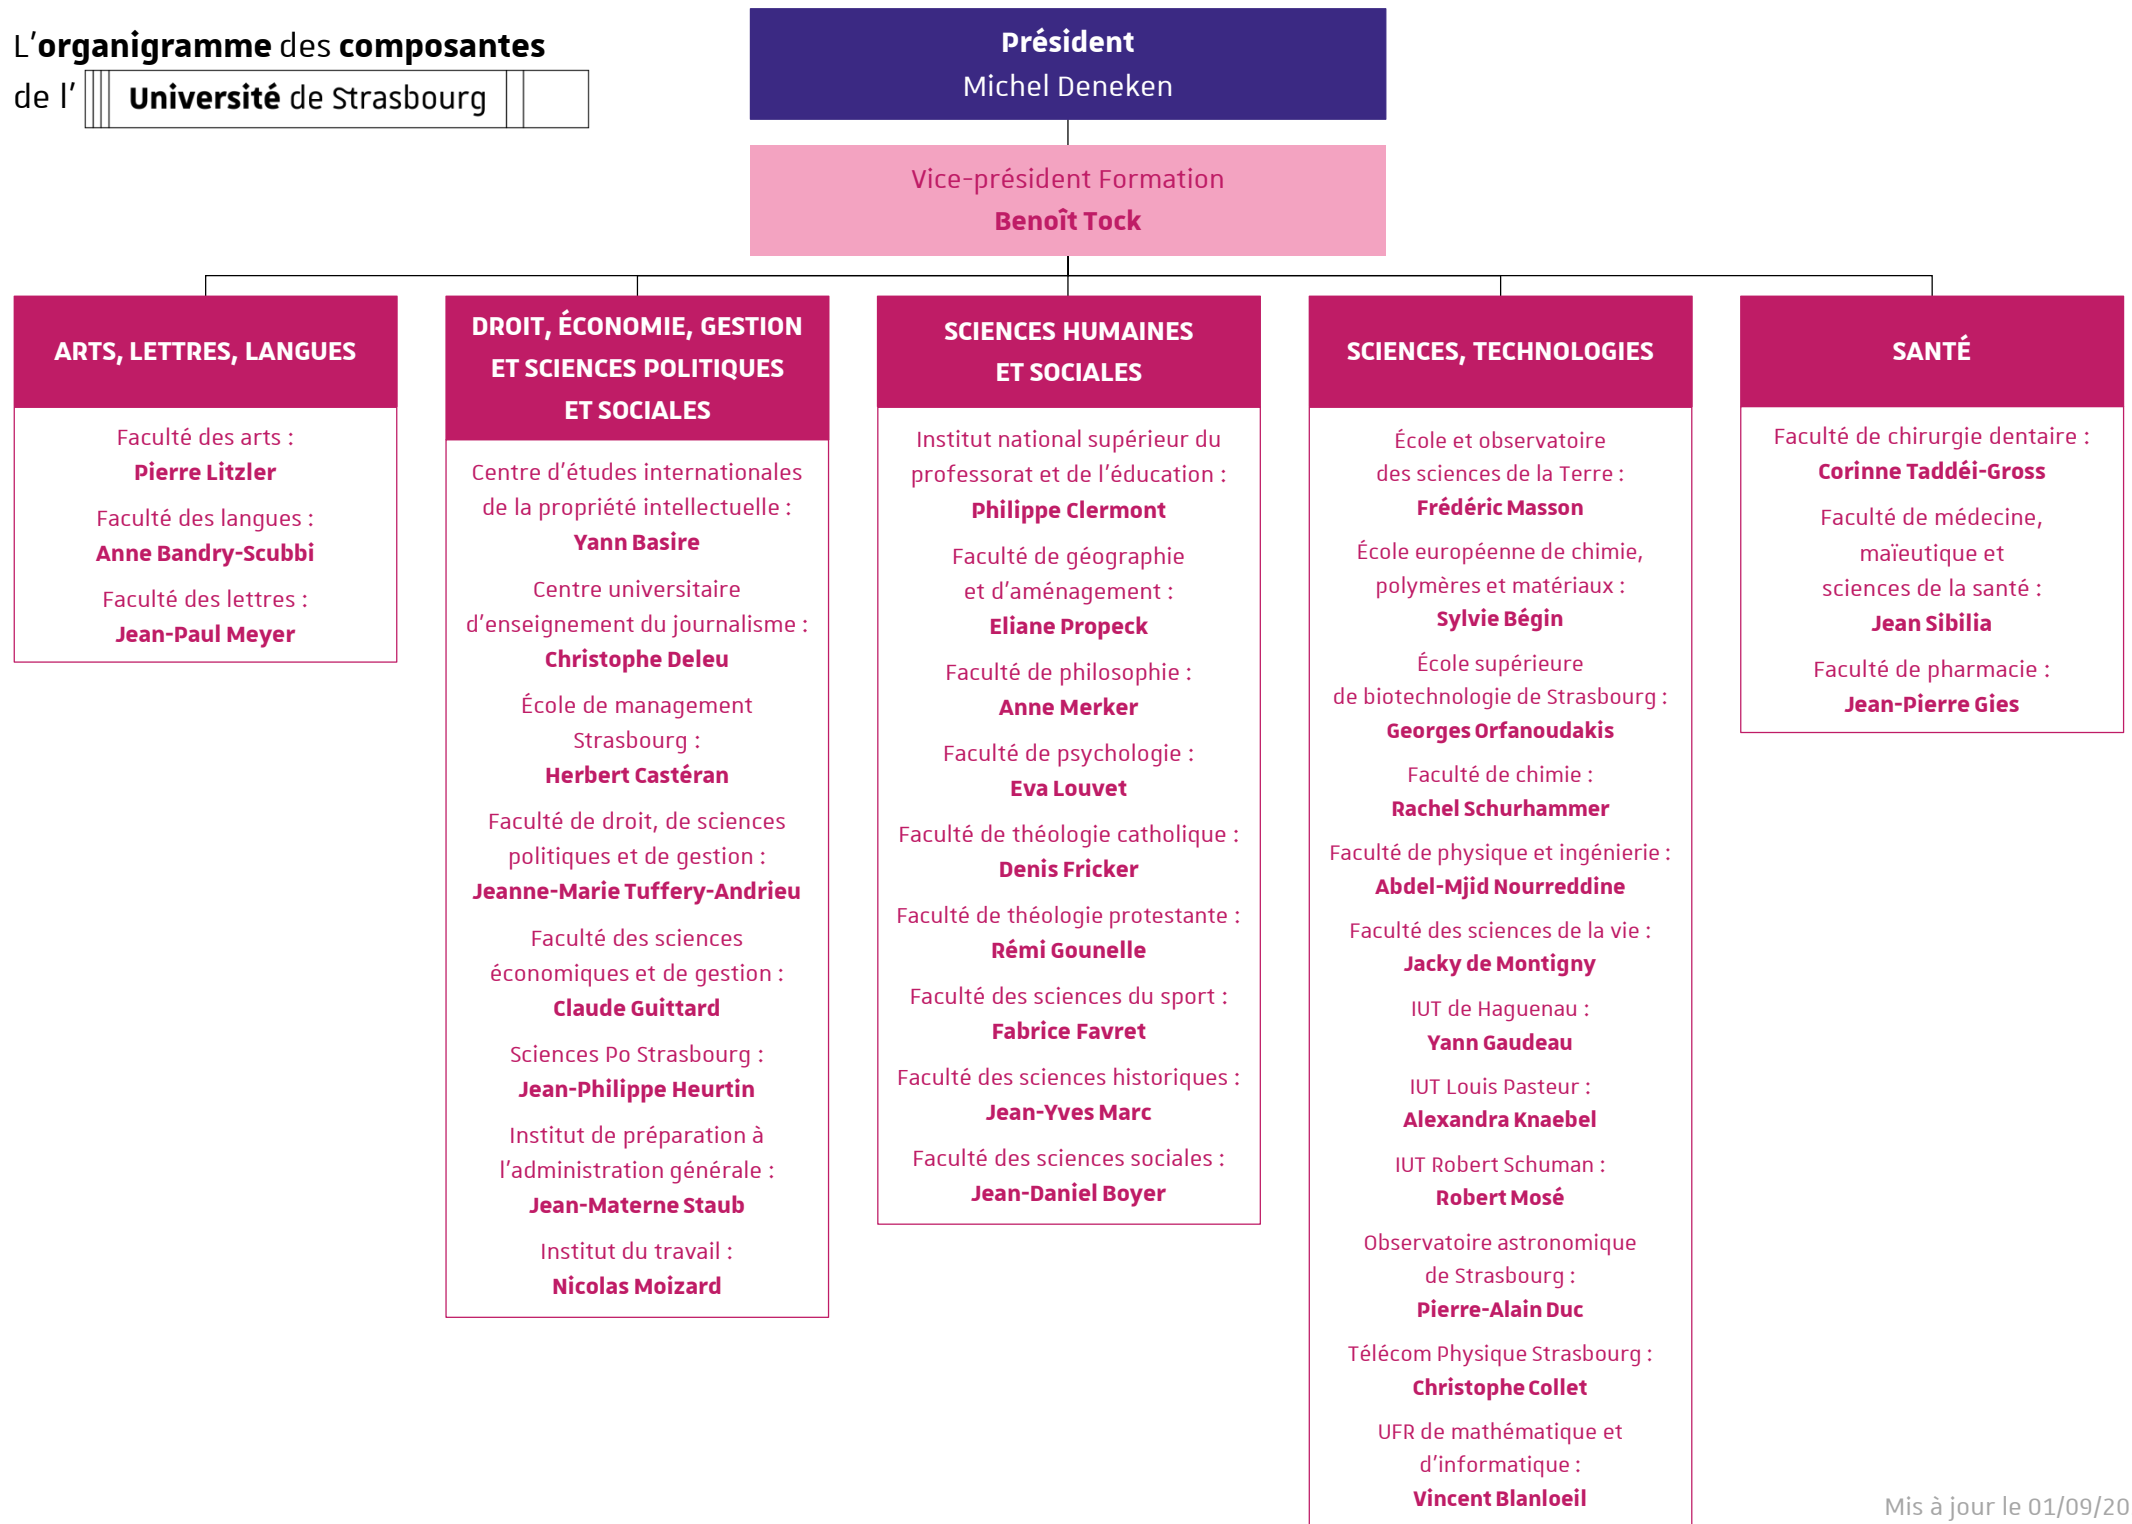 L'organigramme des composantes
de l' Université de Strasbourg
Président
Michel Deneken
Vice-président Formation
Benoît Tock
ARTS, LETTRES, LANGUES
Faculté des arts :
Pierre Litzler
Faculté des langues :
Anne Bandry-Scubbi
Faculté des lettres :
Jean-Paul Meyer
DROIT, ÉCONOMIE, GESTION
ET SCIENCES POLITIQUES
ET SOCIALES
Centre d'études internationales
de la propriété intellectuelle :
Yann Basire
Centre universitaire
d'enseignement du journalisme :
Christophe Deleu
École de management
Strasbourg :
Herbert Castéran
Faculté de droit, de sciences
politiques et de gestion :
Jeanne-Marie Tuffery-Andrieu
Faculté des sciences
économiques et de gestion :
Claude Guittard
Sciences Po Strasbourg :
Jean-Philippe Heurtin
Institut de préparation à
l'administration générale :
Jean-Materne Staub
Institut du travail :
Nicolas Moizard
SCIENCES HUMAINES
ET SOCIALES
Institut national supérieur du
professorat et de l'éducation :
Philippe Clermont
Faculté de géographie
et d'aménagement :
Eliane Propeck
Faculté de philosophie :
Anne Merker
Faculté de psychologie :
Eva Louvet
Faculté de théologie catholique :
Denis Fricker
Faculté de théologie protestante :
Rémi Gounelle
Faculté des sciences du sport :
Fabrice Favret
Faculté des sciences historiques :
Jean-Yves Marc
Faculté des sciences sociales :
Jean-Daniel Boyer
SCIENCES, TECHNOLOGIES
École et observatoire
des sciences de la Terre :
Frédéric Masson
École européenne de chimie,
polymères et matériaux :
Sylvie Bégin
École supérieure
de biotechnologie de Strasbourg :
Georges Orfanoudakis
Faculté de chimie :
Rachel Schurhammer
Faculté de physique et ingénierie :
Abdel-Mjid Nourreddine
Faculté des sciences de la vie :
Jacky de Montigny
IUT de Haguenau :
Yann Gaudeau
IUT Louis Pasteur :
Alexandra Knaebel
IUT Robert Schuman :
Robert Mosé
Observatoire astronomique
de Strasbourg :
Pierre-Alain Duc
Télécom Physique Strasbourg :
Christophe Collet
UFR de mathématique et
d'informatique :
Vincent Blanloeil
SANTÉ
Faculté de chirurgie dentaire :
Corinne Taddéi-Gross
Faculté de médecine,
maïeutique et
sciences de la santé :
Jean Sibilia
Faculté de pharmacie :
Jean-Pierre Gies
Mis à jour le 01/09/20